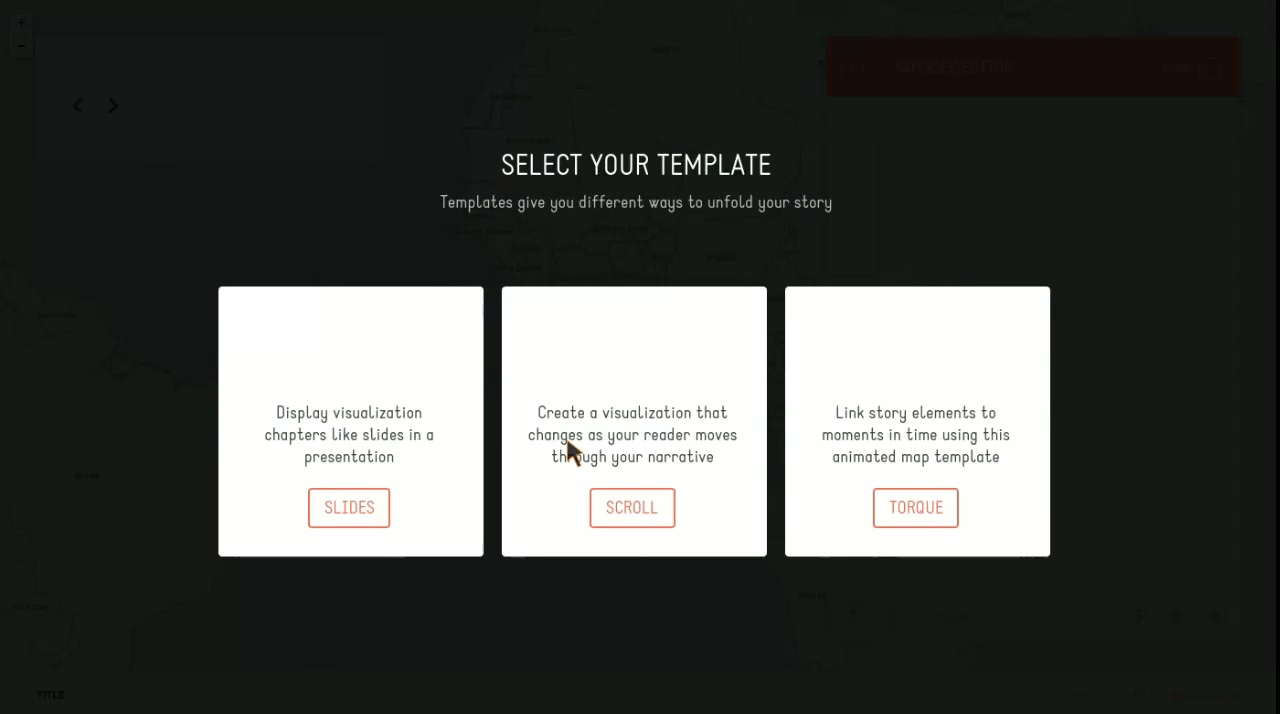 +
−
SELECT YOUR TEMPLATE
Templates give you different ways to unfold your story
Display visualization
chapters like slides in a
presentation
SLIDES
Create a visualization that
changes as your reader moves
through your narrative
SCROLL
Link story elements to
moments in time using this
animated map template
TORQUE
TITLE